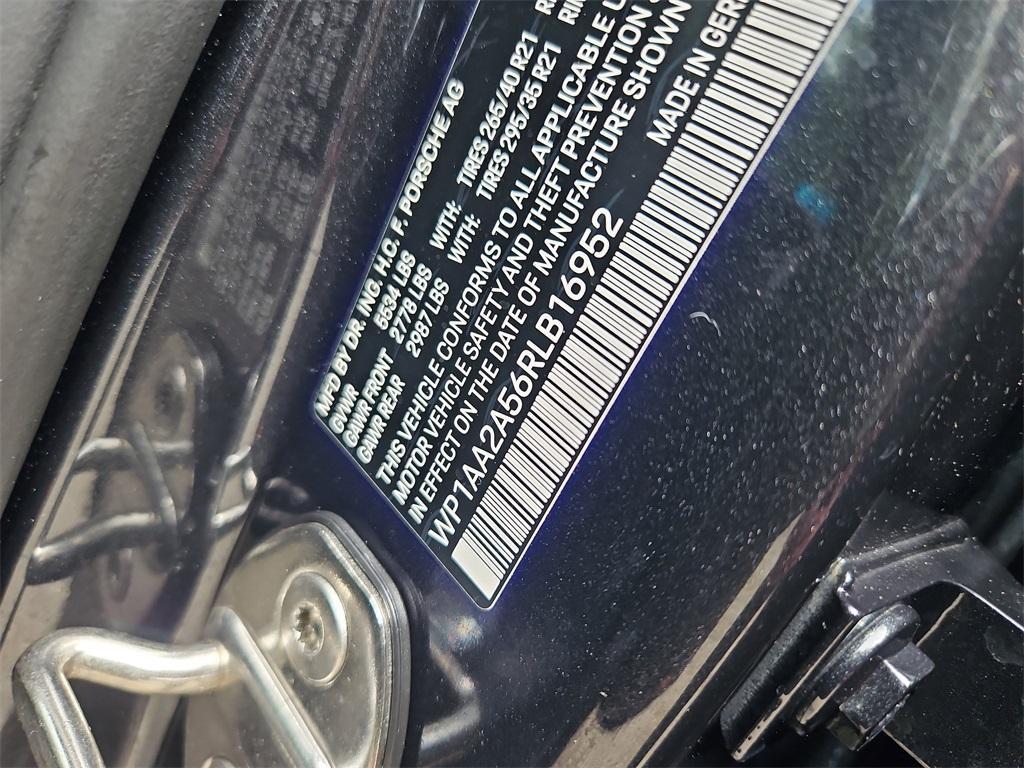 MFD BY DR. ING. H.C. F. PORSCHE AG
GVWR 5534 LBS
GAWR FRONT 2778 LBS WITH: TIRES 265/40 R21
GAWR REAR 2987 LBS WITH: TIRES 295/35 R21
THIS VEHICLE CONFORMS TO ALL APPLICABLE
MOTOR VEHICLE SAFETY AND THEFT PREVENTION
IN EFFECT ON THE DATE OF MANUFACTURE SHOWN
WP1AA2A56RLB16952 MADE IN